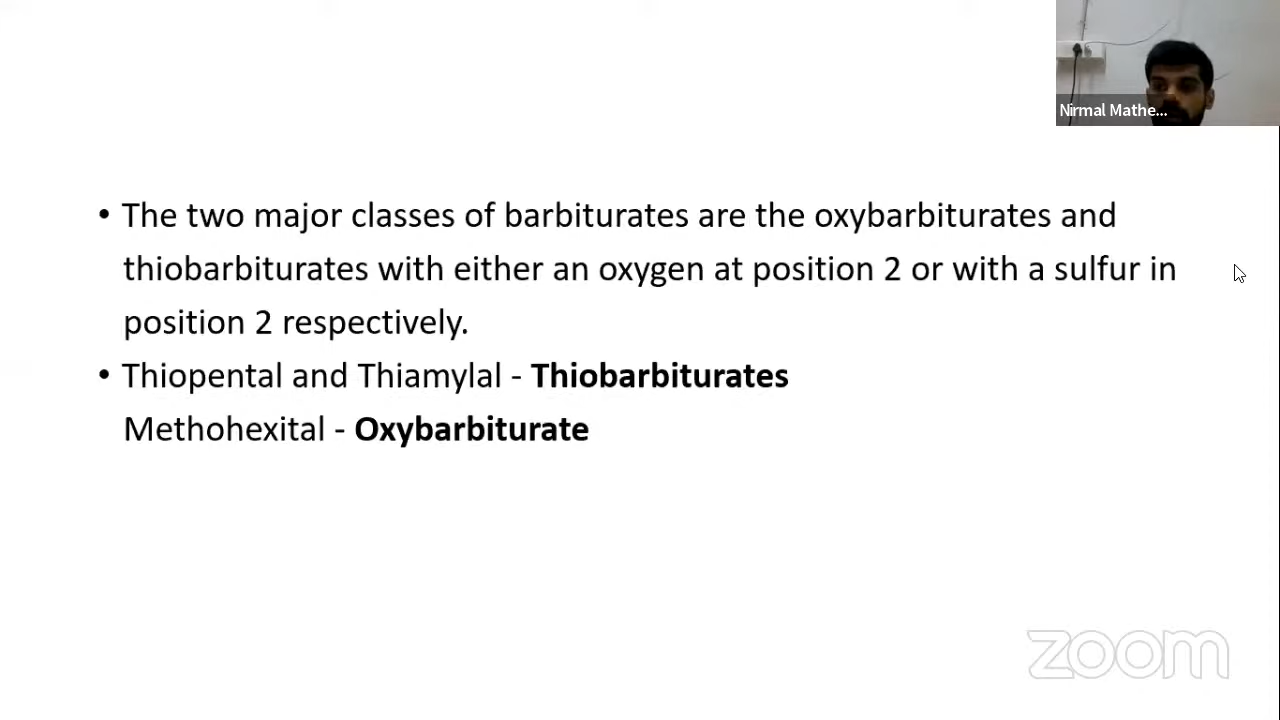 Nirmal Mathe...
• The two major classes of barbiturates are the oxybarbiturates and
thiobarbiturates with either an oxygen at position 2 or with a sulfur in
position 2 respectively.
• Thiopental and Thiamylal - Thiobarbiturates
Methohexital - Oxybarbiturate
zoom